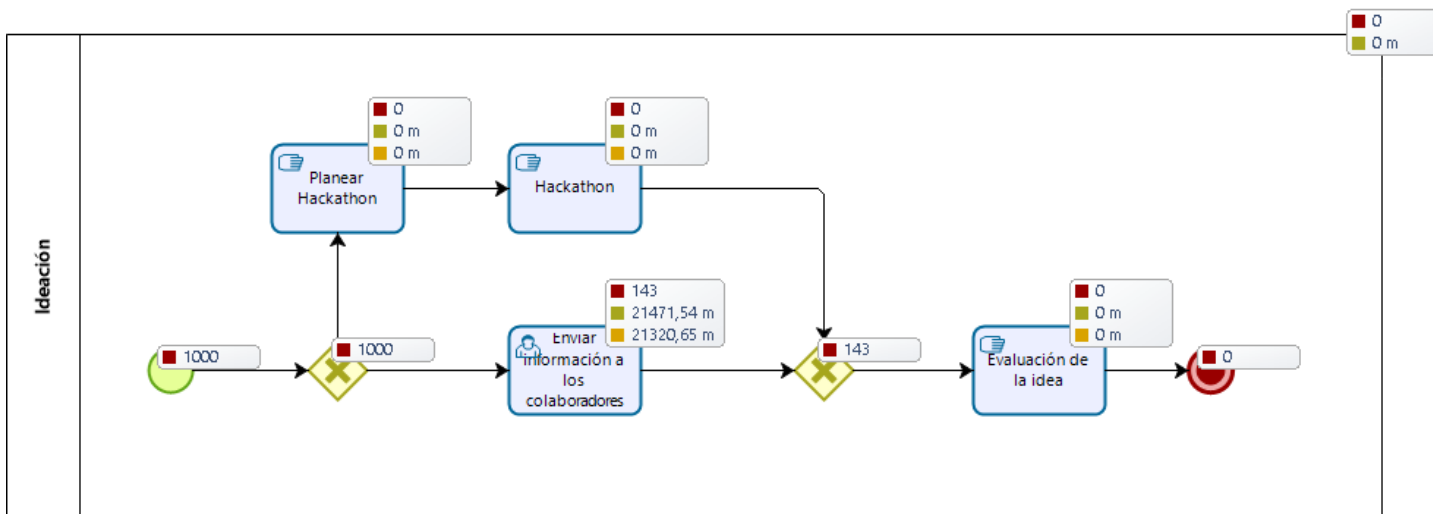 0
0 m
Ideación
0
0 m
0 m
Planear
Hackathon
0
0 m
0 m
Hackathon
1000
1000
143
21471,54 m
21320,65 m
Enviar
información a
los
colaboradores
143
0
0 m
0 m
Evaluación de
la idea
0